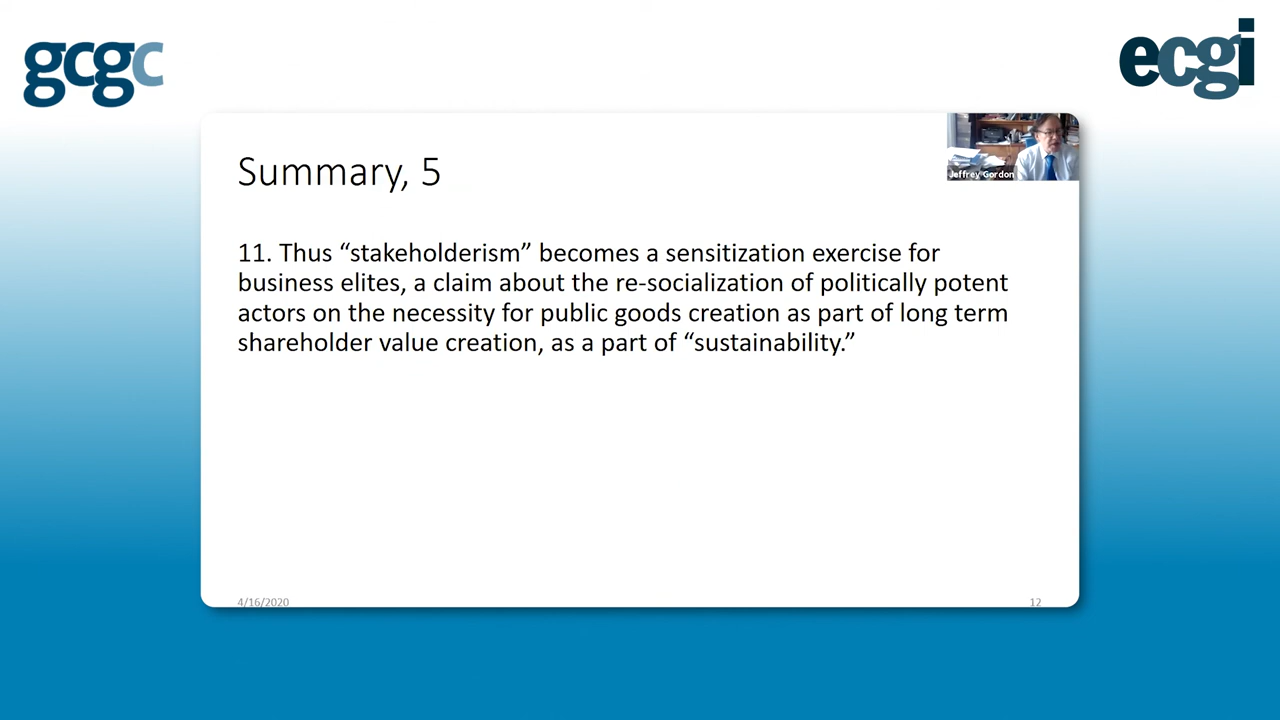 gcgc
ecgi
Jeffrey Gordon
Summary, 5
11. Thus “stakeholderism” becomes a sensitization exercise for
business elites, a claim about the re-socialization of politically potent
actors on the necessity for public goods creation as part of long term
shareholder value creation, as a part of “sustainability.”
4/16/2020
12